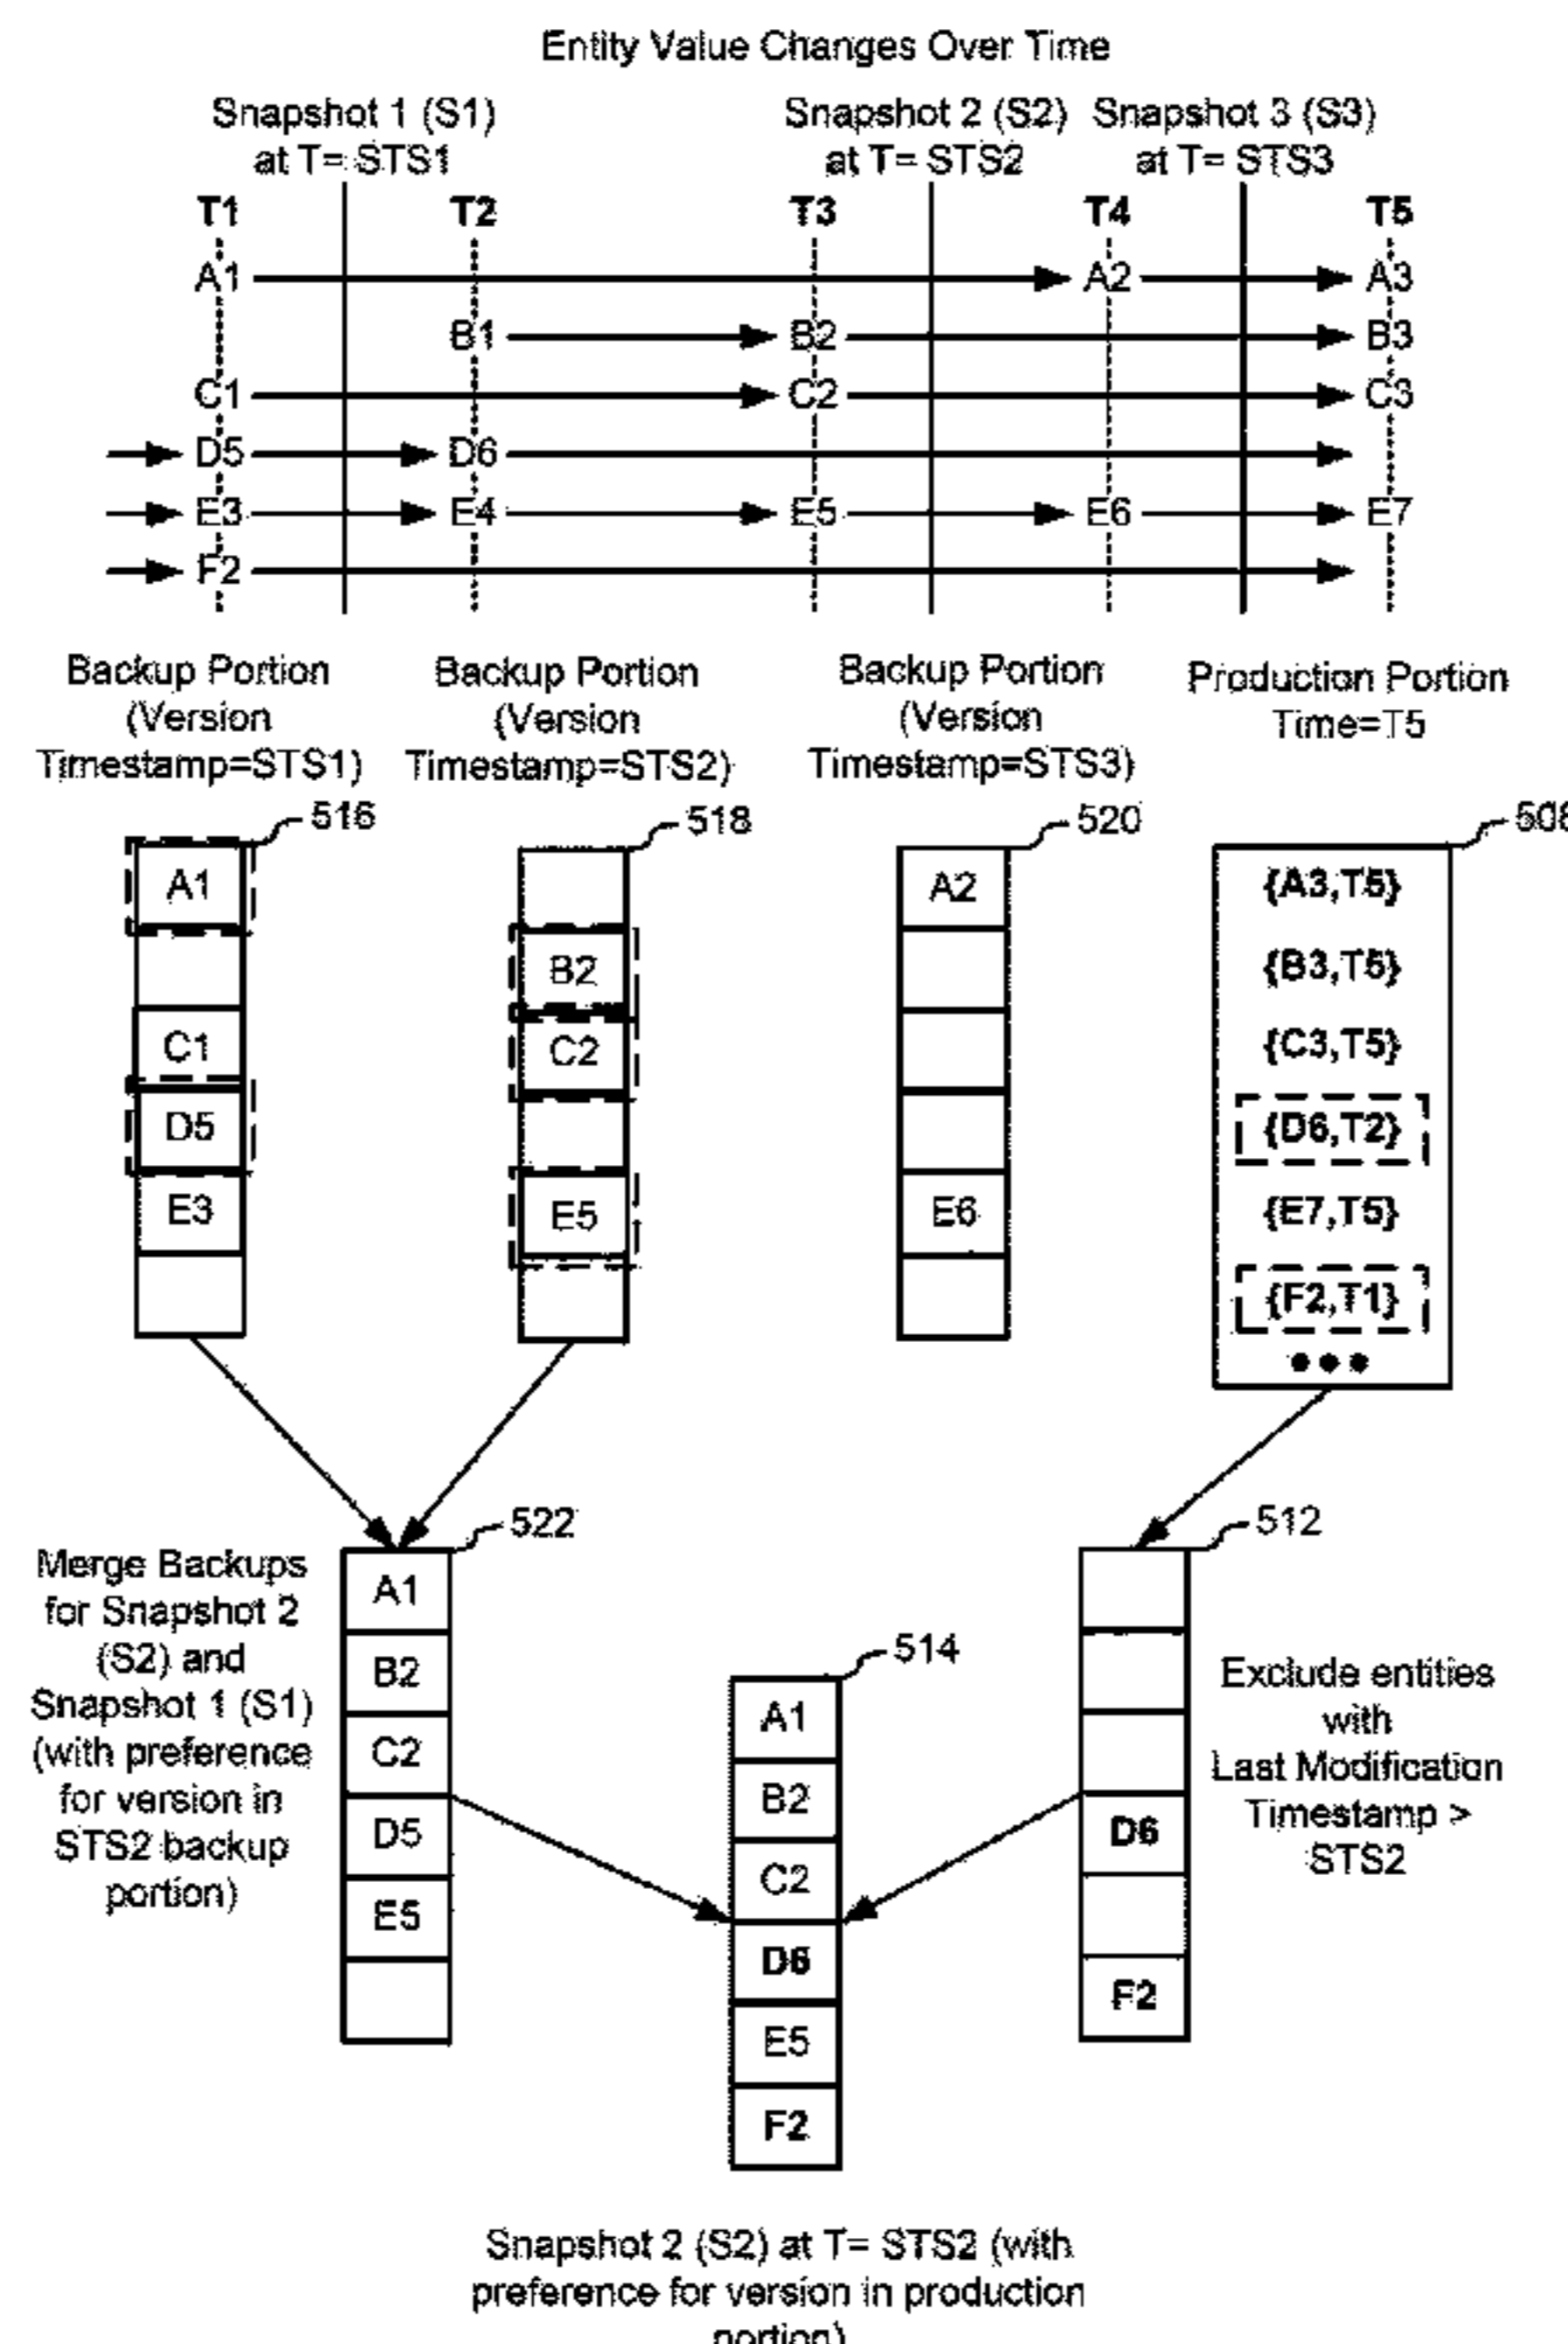 Entity Value Changes Over Time
Snapshot 1 (S1)
at T= STS1
Snapshot 2 (S2)
at T= STS2
Snapshot 3 (S3)
at T= STS3
T1 T2 T3 T4 T5
A1 A2 A3
B1 B2 B3
C1 C2 C3
D5 D6
E3 E4 E5 E6 E7
F2
Backup Portion
(Version
Timestamp=STS1)
Backup Portion
(Version
Timestamp=STS2)
Backup Portion
(Version
Timestamp=STS3)
Production Portion
Time=T5
516
A1
C1
D5
E3
518
B2
C2
E5
520
A2
E6
508
{A3,T5}
{B3,T5}
{C3,T5}
{D6,T2}
{E7,T5}
{F2,T1}
•••
Merge Backups
for Snapshot 2
(S2) and
Snapshot 1 (S1)
(with preference
for version in
STS2 backup
portion)
522
A1
B2
C2
D5
E5
514
A1
B2
C2
D6
E5
F2
512
D6
F2
Exclude entities
with
Last Modification
Timestamp >
STS2
Snapshot 2 (S2) at T= STS2 (with
preference for version in production
portion)